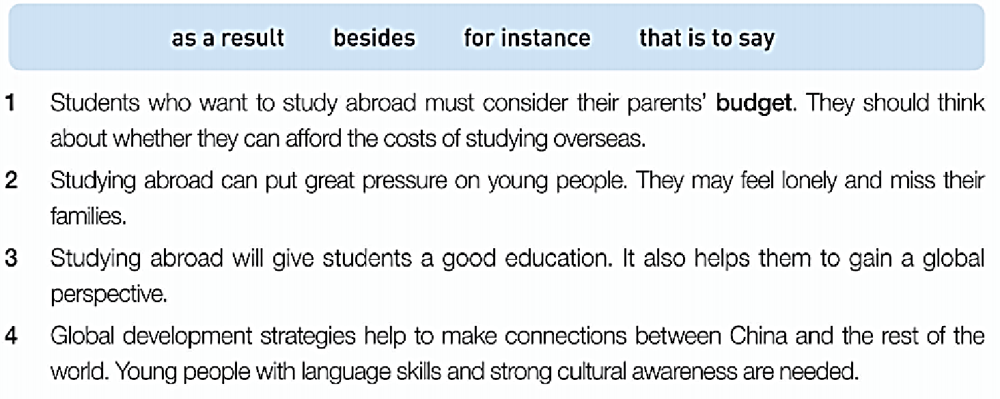 as a result besides for instance that is to say
1 Students who want to study abroad must consider their parents’ budget. They should think
about whether they can afford the costs of studying overseas.
2 Studying abroad can put great pressure on young people. They may feel lonely and miss their
families.
3 Studying abroad will give students a good education. It also helps them to gain a global
perspective.
4 Global development strategies help to make connections between China and the rest of the
world. Young people with language skills and strong cultural awareness are needed.